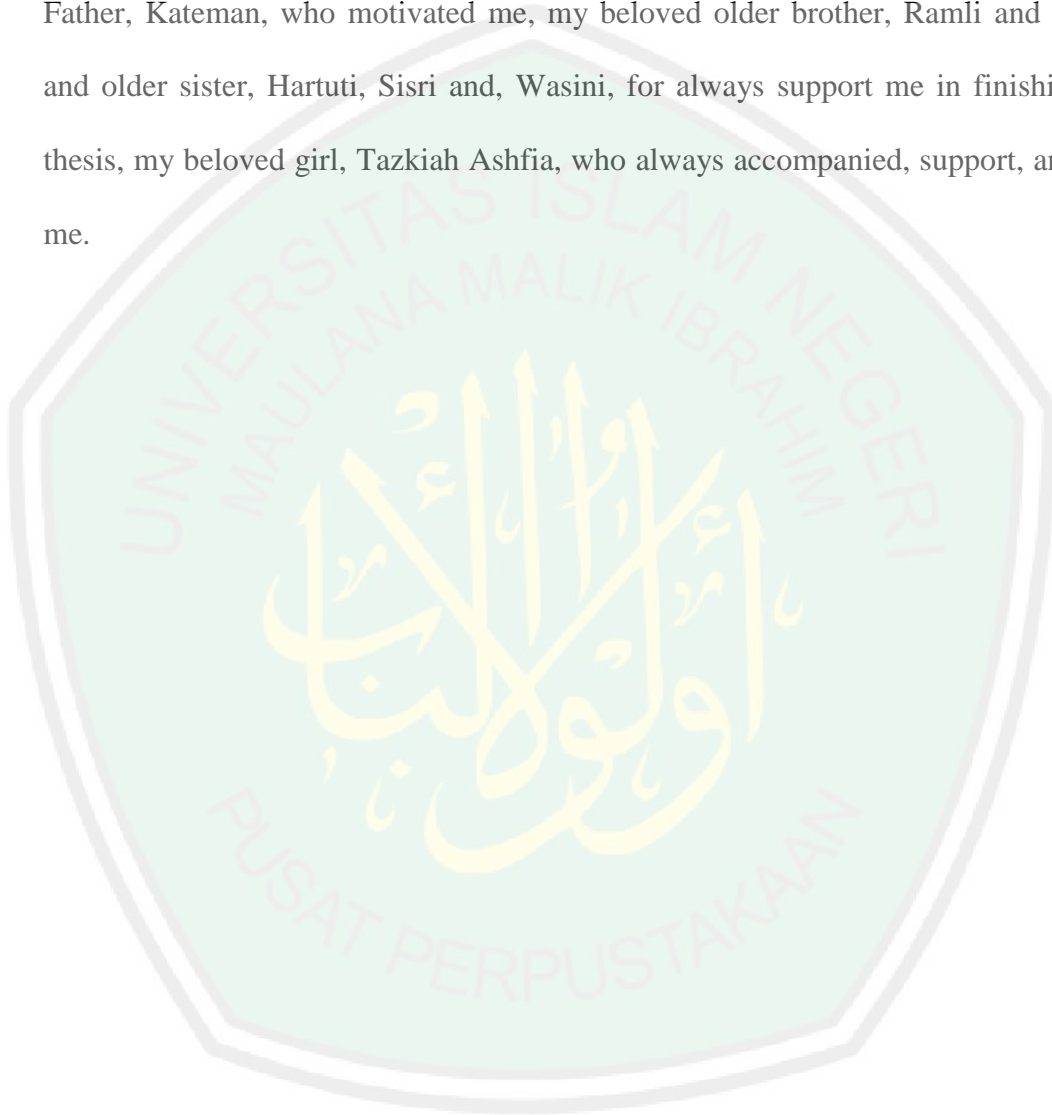 Father, Kateman, who motivated me, my beloved older brother, Ramli and
and older sister, Hartuti, Sisri and, Wasini, for always support me in finishi
thesis, my beloved girl, Tazkiah Ashfia, who always accompanied, support, a
me.
UNIVERSITAS ISLAM NEGERI
MAULANA MALIK IBRAHIM
أولو الألباب
PUSAT PERPUSTAKAAN